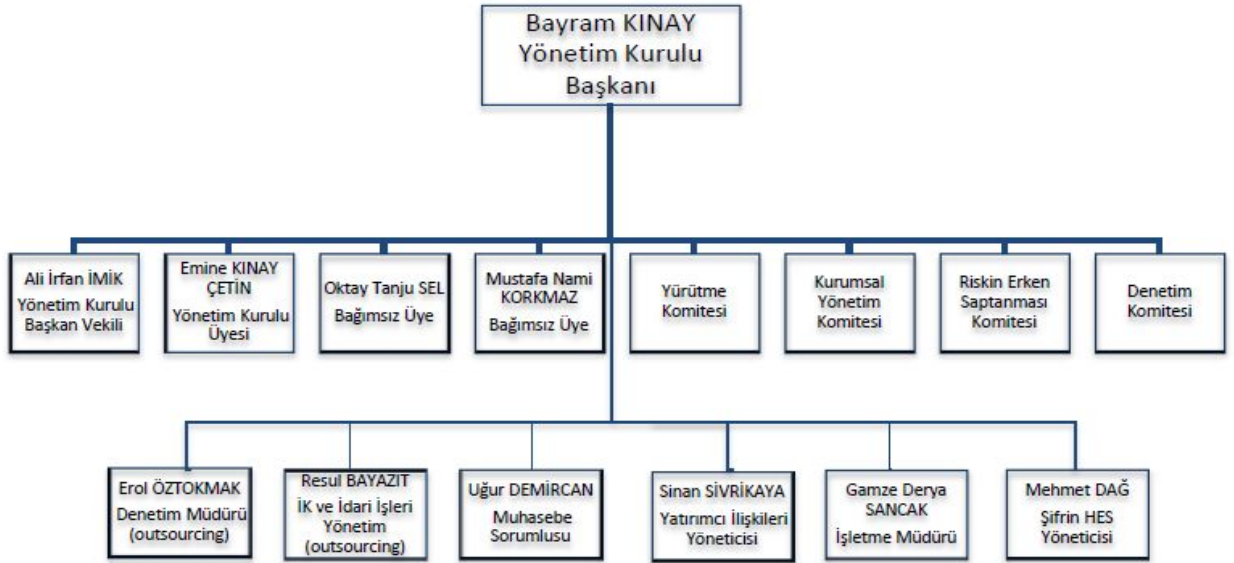 Bayram KINAY
Yönetim Kurulu
Başkanı
Ali İrfan İMİK
Yönetim Kurulu
Başkan Vekili
Emine KINAY
ÇETİN
Yönetim Kurulu
Üyesi
Oktay Tanju SEL
Bağımsız Üye
Mustafa Nami
KORKMAZ
Bağımsız Üye
Yürütme
Komitesi
Kurumsal
Yönetim
Komitesi
Riskin Erken
Saptanması
Komitesi
Denetim
Komitesi
Erol ÖZTOKMAK
Denetim Müdürü
(outsourcing)
Resul BAYAZIT
İK ve İdari İşleri
Yönetim
(outsourcing)
Uğur DEMİRCAN
Muhasebe
Sorumlusu
Sinan SİVRİKAYA
Yatırımcı İlişkileri
Yöneticisi
Gamze Derya
SANCAK
İşletme Müdürü
Mehmet DAĞ
Şifrin HES
Yöneticisi